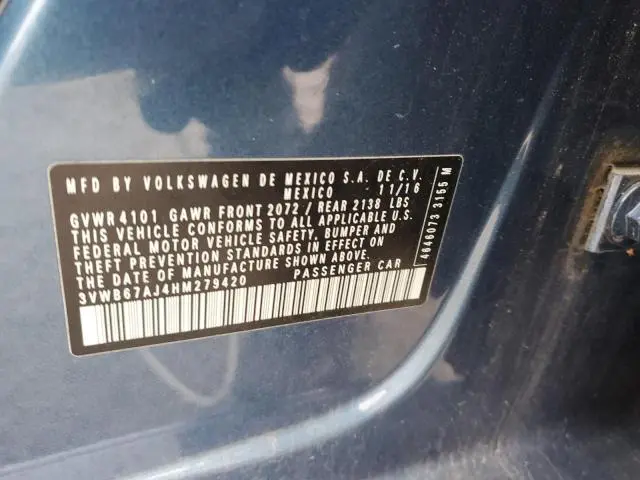 MFD BY VOLKSWAGEN DE MEXICO S.A. DE C.V.
MEXICO 11/16
GVWR 4101 GAWR FRONT 2072 / REAR 2138 LBS
THIS VEHICLE CONFORMS TO ALL APPLICABLE U.S.
FEDERAL MOTOR VEHICLE SAFETY, BUMPER AND
THEFT PREVENTION STANDARDS IN EFFECT ON
THE DATE OF MANUFACTURE SHOWN ABOVE.
3VWB67AJ4HM279420 PASSENGER CAR
4646073 3155 M